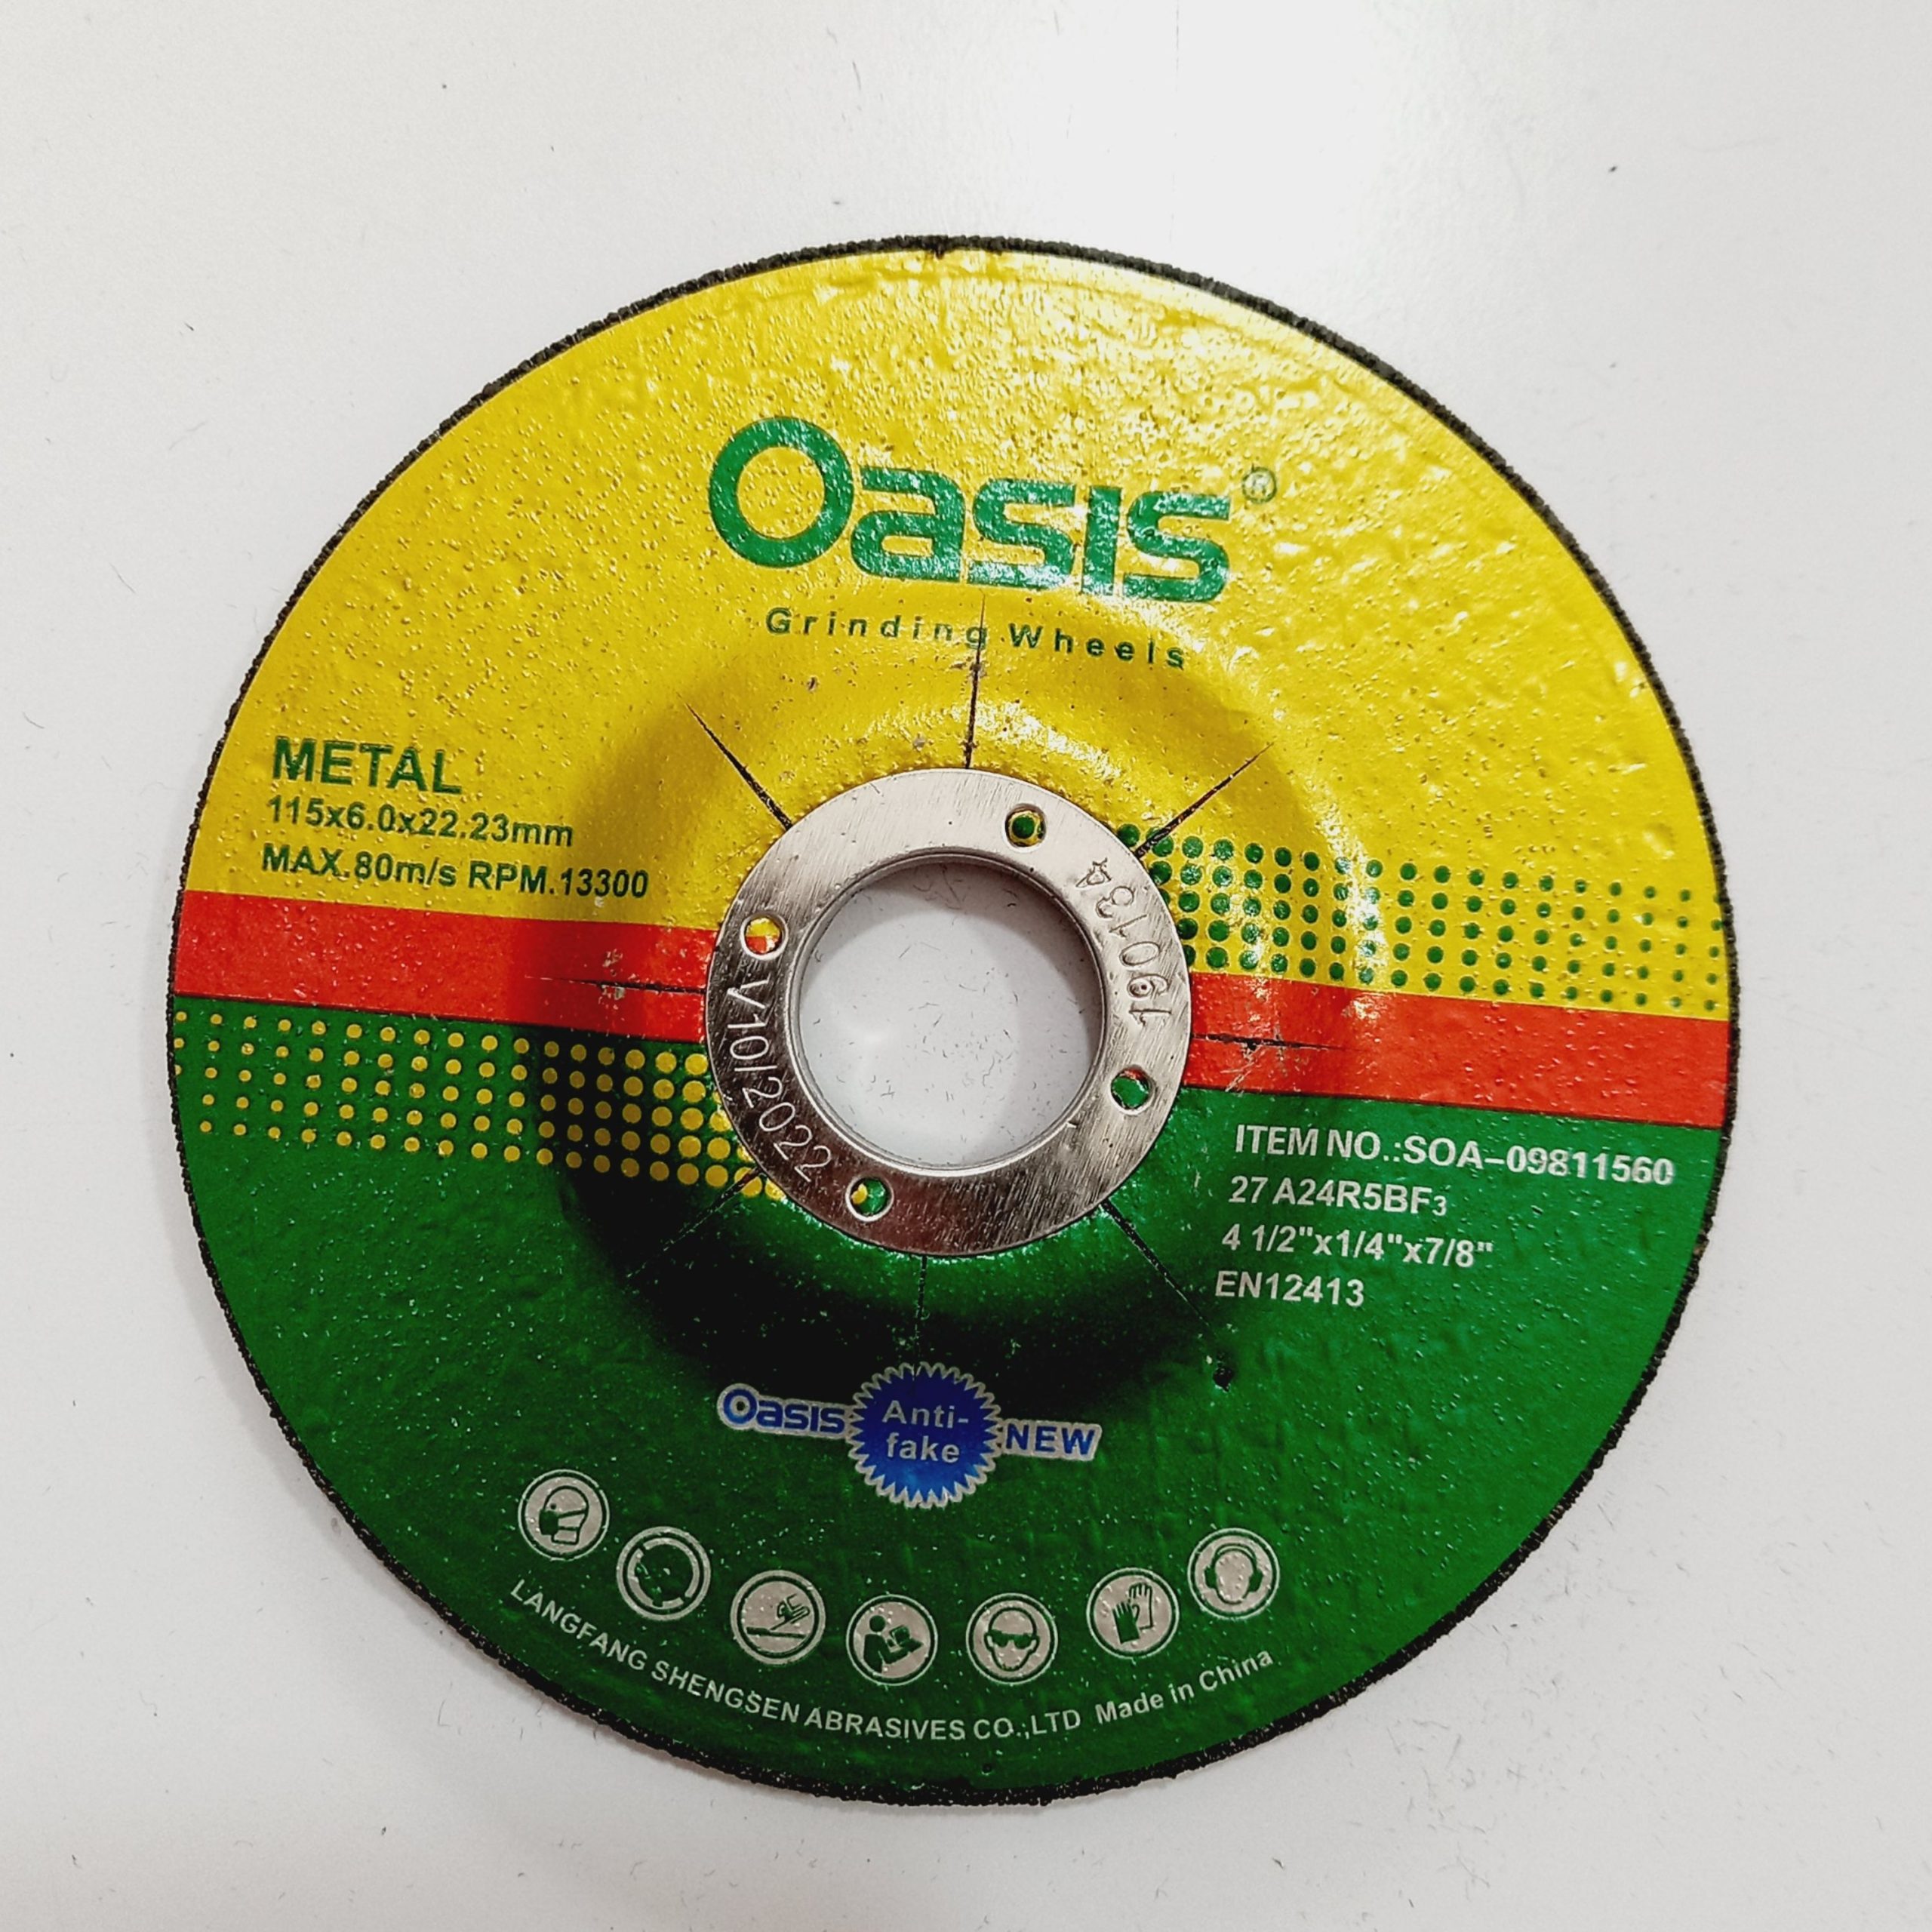 Oasis®
Grinding Wheels
METAL
115x6.0x22.23mm
MAX.80m/s RPM.13300
190134
V10/2022
ITEM NO.:SOA-09811560
27 A24R5BF3
4 1/2"x1/4"x7/8"
EN12413
Oasis Anti-fake NEW
LANGFANG SHENGSEN ABRASIVES CO.,LTD Made in China